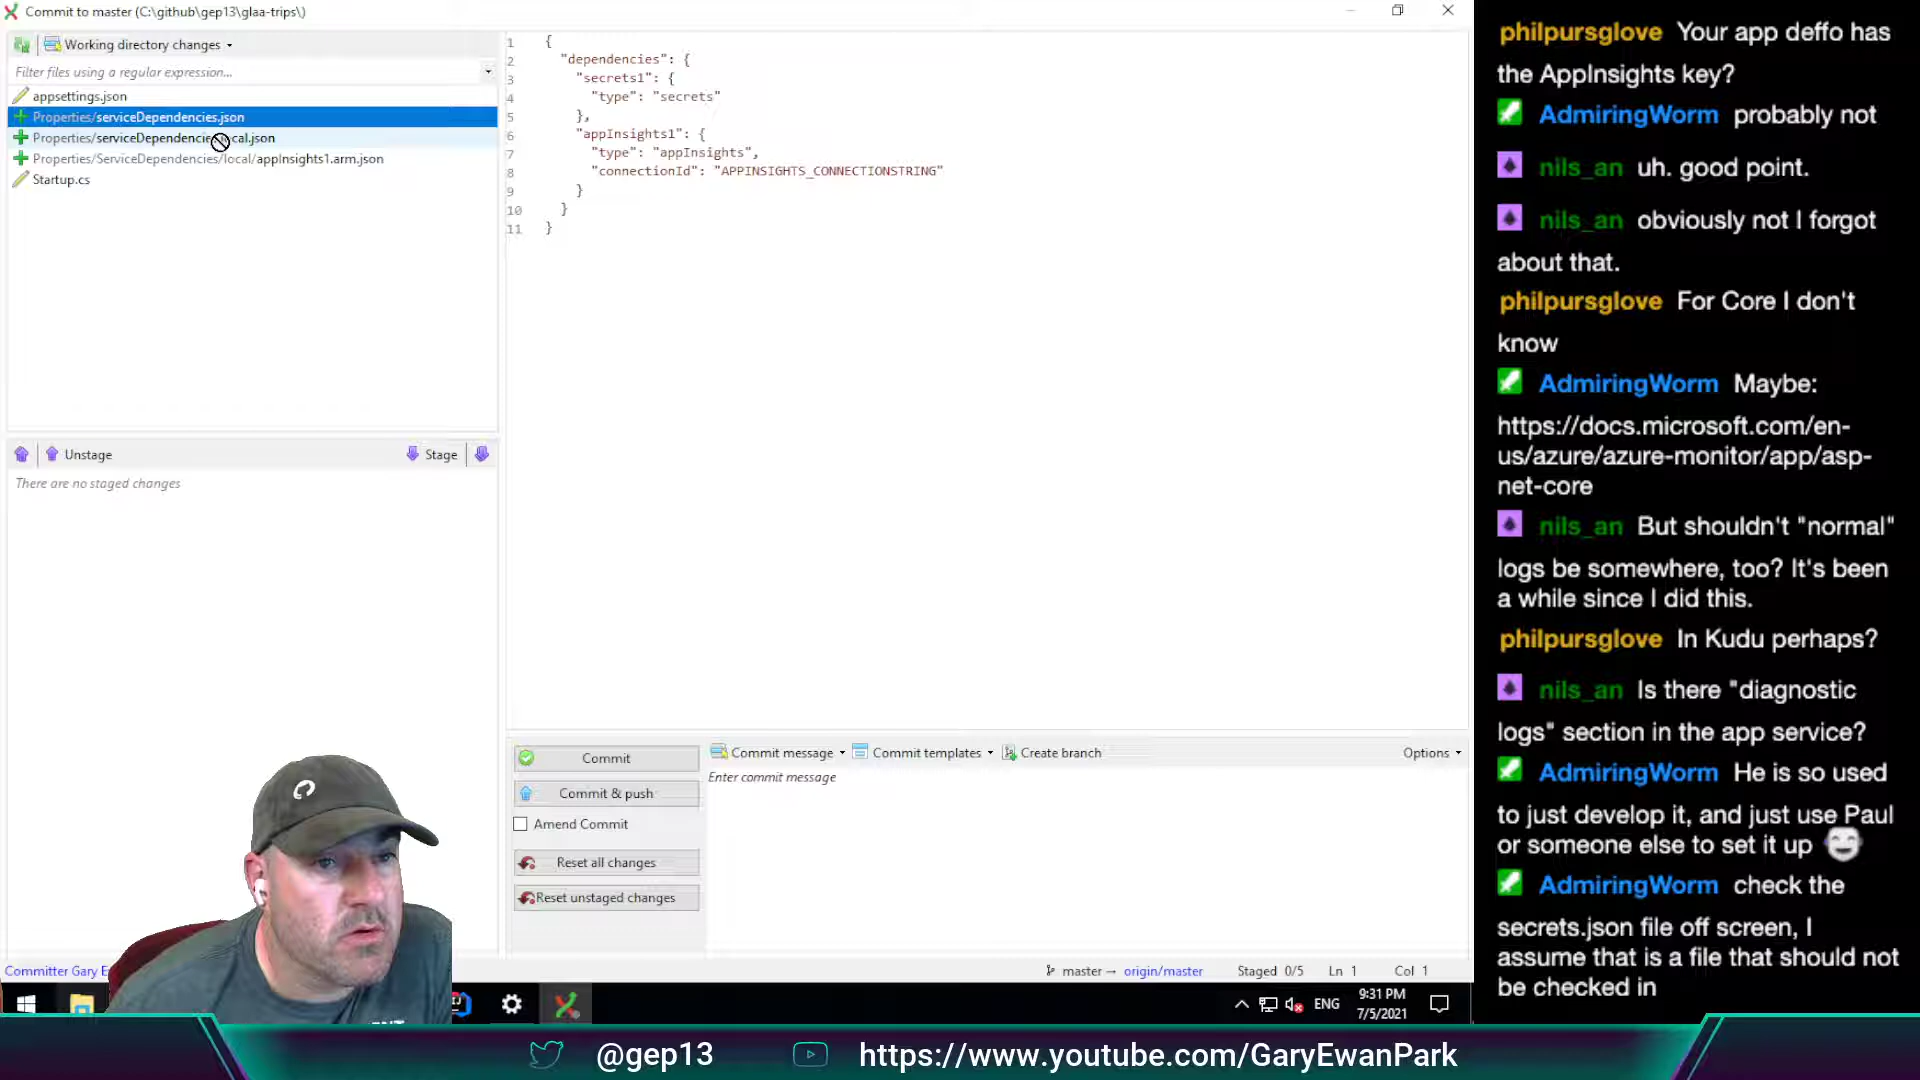 Commit to master (C:\github\gep13\glaa-trips\)
Working directory changes
Filter files using a regular expression...
appsettings.json
Properties/serviceDependencies.json
Properties/serviceDependencies cal.json
Properties/ServiceDependencies/local/appInsights1.arm.json
Startup.cs
Unstage
Stage
There are no staged changes
1 {
2 "dependencies": {
3 "secrets1": {
4 "type": "secrets"
5 },
6 "appInsights1": {
7 "type": "appInsights",
8 "connectionId": "APPINSIGHTS_CONNECTIONSTRING"
9 }
10 }
11 }
Commit
Commit & push
Amend Commit
Reset all changes
Reset unstaged changes
Commit message
Commit templates
Create branch
Options
Enter commit message
Committer Gary E
master → origin/master
Staged 0/5
Ln 1
Col 1
ENG
9:31 PM
7/5/2021
philpursglove Your app deffo has
the AppInsights key?
AdmiringWorm probably not
nils_an uh. good point.
nils_an obviously not I forgot
about that.
philpursglove For Core I don't
know
AdmiringWorm Maybe:
https://docs.microsoft.com/en-
us/azure/azure-monitor/app/asp-
net-core
nils_an But shouldn't "normal"
logs be somewhere, too? It's been
a while since I did this.
philpursglove In Kudu perhaps?
nils_an Is there "diagnostic
logs" section in the app service?
AdmiringWorm He is so used
to just develop it, and just use Paul
or someone else to set it up
AdmiringWorm check the
secrets.json file off screen, I
assume that is a file that should not
be checked in
@gep13
https://www.youtube.com/GaryEwanPark